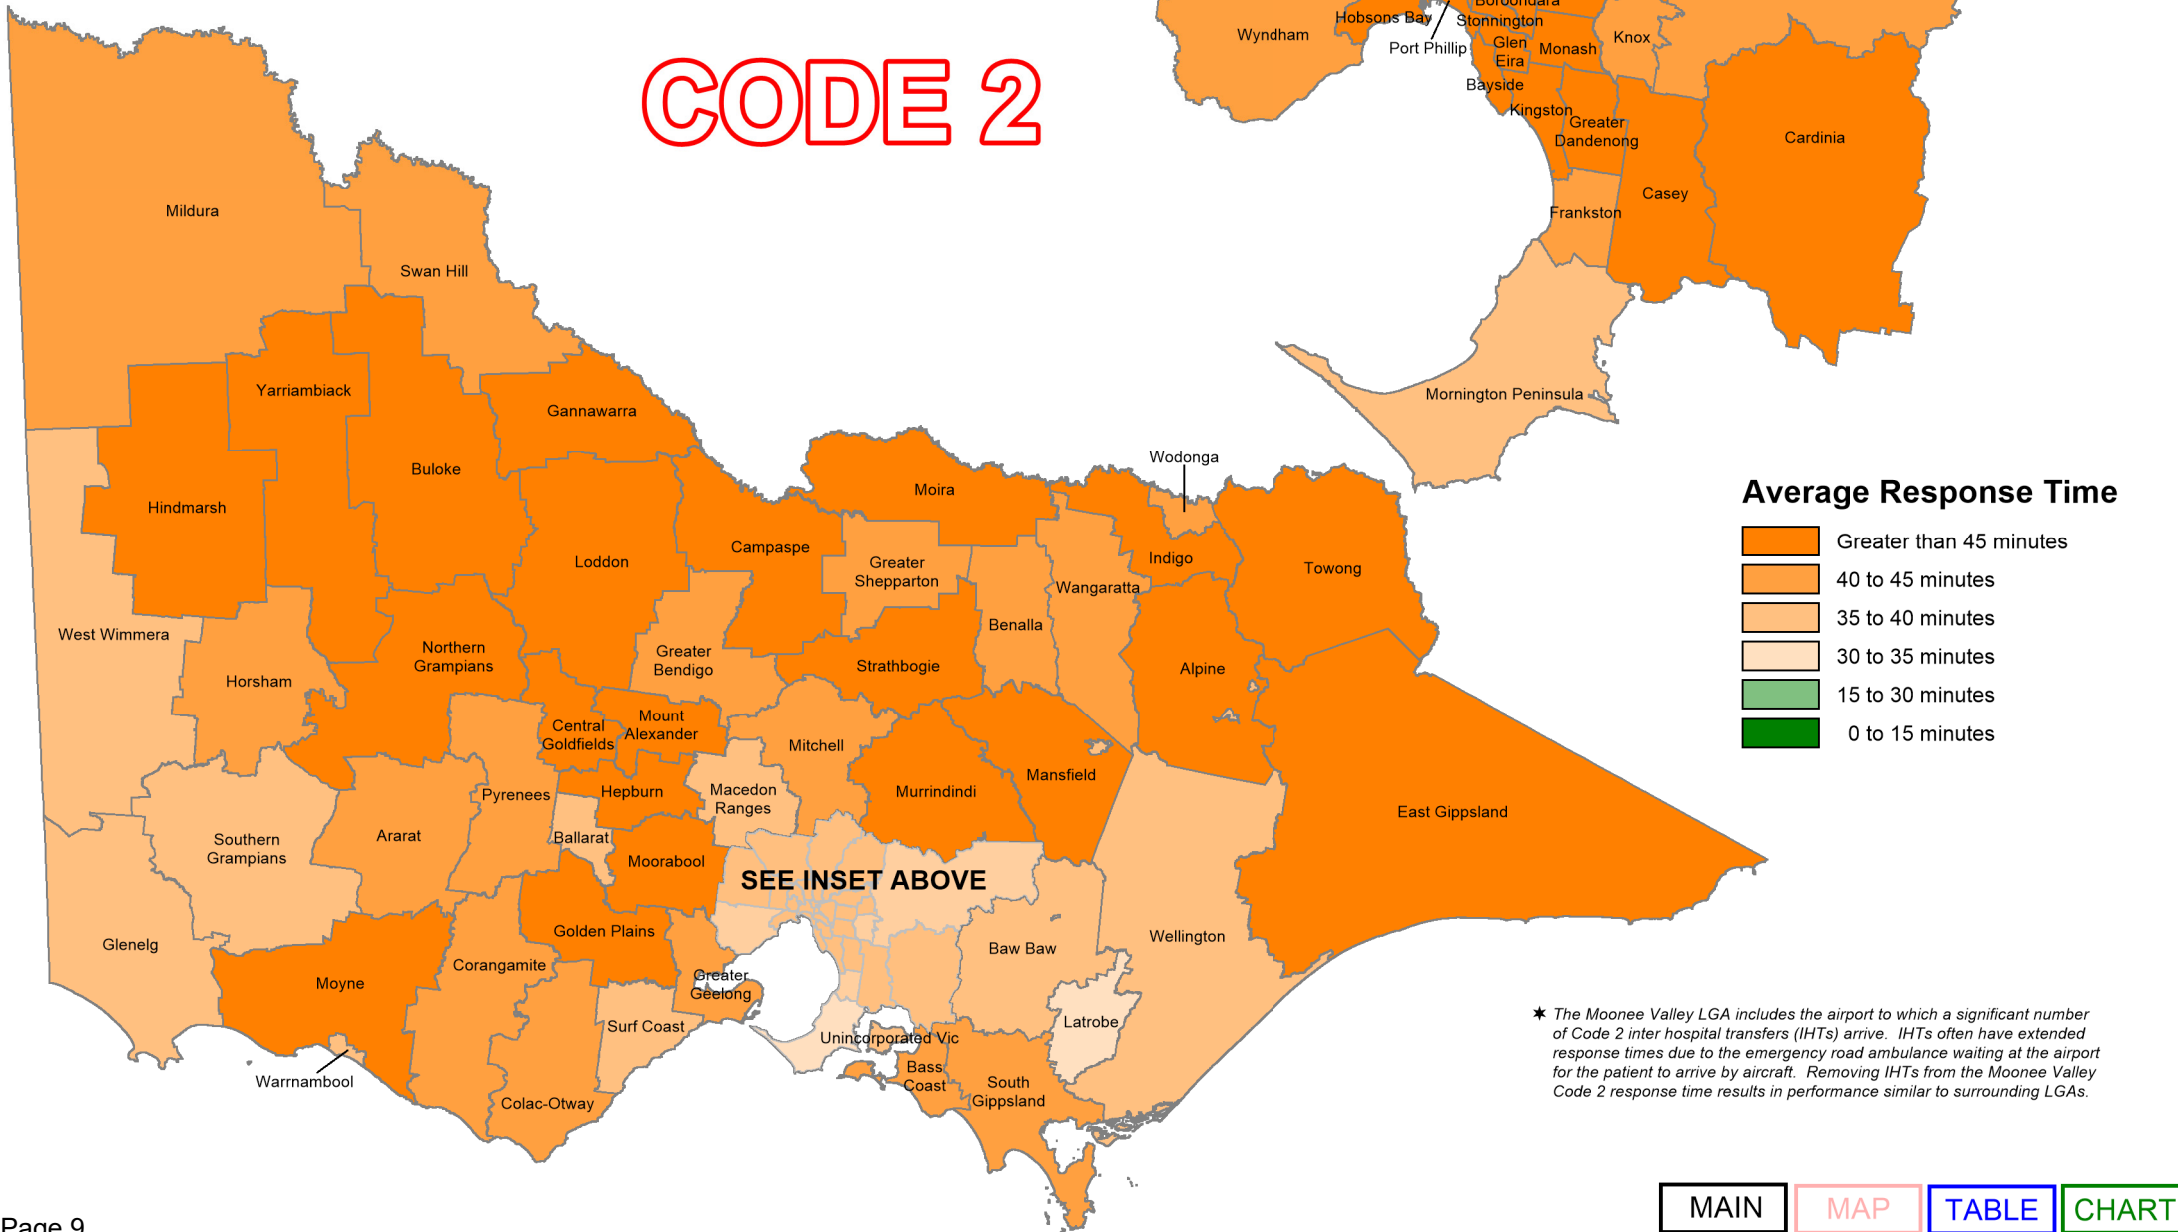 Boroondara
Hobsons Bay
Stonnington
Wyndham
Port Phillip
Glen
Eira
Monash
Knox
Bayside
Kingston
Greater
Dandenong
Cardinia
Casey
Frankston
Mornington Peninsula
CODE 2
Mildura
Swan Hill
Yarriambiack
Gannawarra
Buloke
Hindmarsh
Loddon
Campaspe
Moira
Wodonga
Greater
Shepparton
Wangaratta
Indigo
Towong
Benalla
West Wimmera
Horsham
Northern
Grampians
Greater
Bendigo
Strathbogie
Alpine
Central
Goldfields
Mount
Alexander
Mitchell
Mansfield
Murrindindi
Macedon
Ranges
Hepburn
Pyrenees
Ararat
Ballarat
Southern
Grampians
Moorabool
East Gippsland
SEE INSET ABOVE
Golden Plains
Glenelg
Moyne
Corangamite
Greater
Geelong
Baw Baw
Wellington
Surf Coast
Latrobe
Unincorporated Vic
Warrnambool
Colac-Otway
Bass
Coast
South
Gippsland
Average Response Time
Greater than 45 minutes
40 to 45 minutes
35 to 40 minutes
30 to 35 minutes
15 to 30 minutes
0 to 15 minutes
✶ The Moonee Valley LGA includes the airport to which a significant number
of Code 2 inter hospital transfers (IHTs) arrive.  IHTs often have extended
response times due to the emergency road ambulance waiting at the airport
for the patient to arrive by aircraft.  Removing IHTs from the Moonee Valley
Code 2 response time results in performance similar to surrounding LGAs.
Page 9
MAIN
MAP
TABLE
CHART